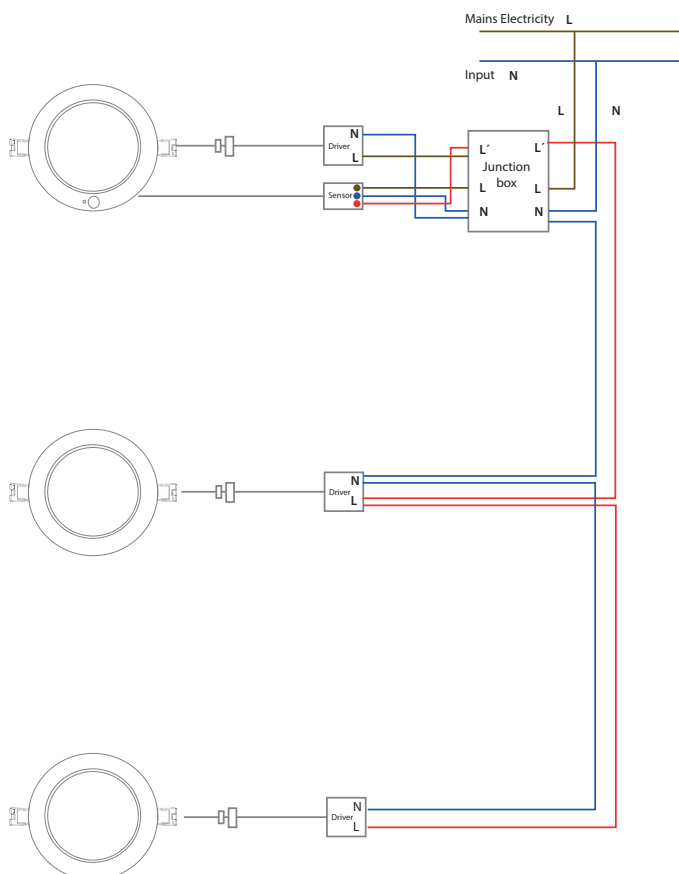 Mains Electricity L
Input N
L N
N
Driver
L
L´ L´
Junction
box
Sensor
L L
N N
N
Driver
L
N
Driver
L